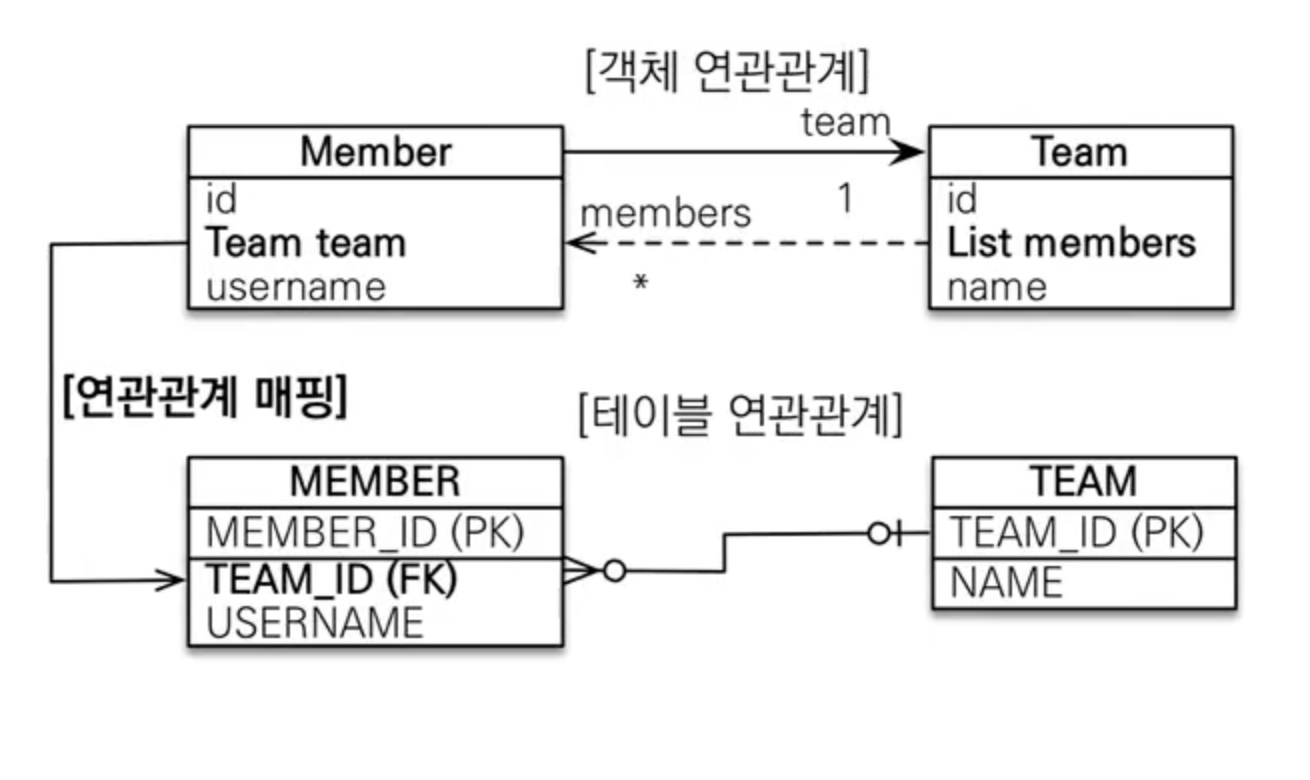 [객체 연관관계]
team
Member
Team
id
Team team
username
members
1
*
id
List members
name
[연관관계 매핑]
[테이블 연관관계]
MEMBER
MEMBER_ID (PK)
TEAM_ID (FK)
USERNAME
TEAM
TEAM_ID (PK)
NAME